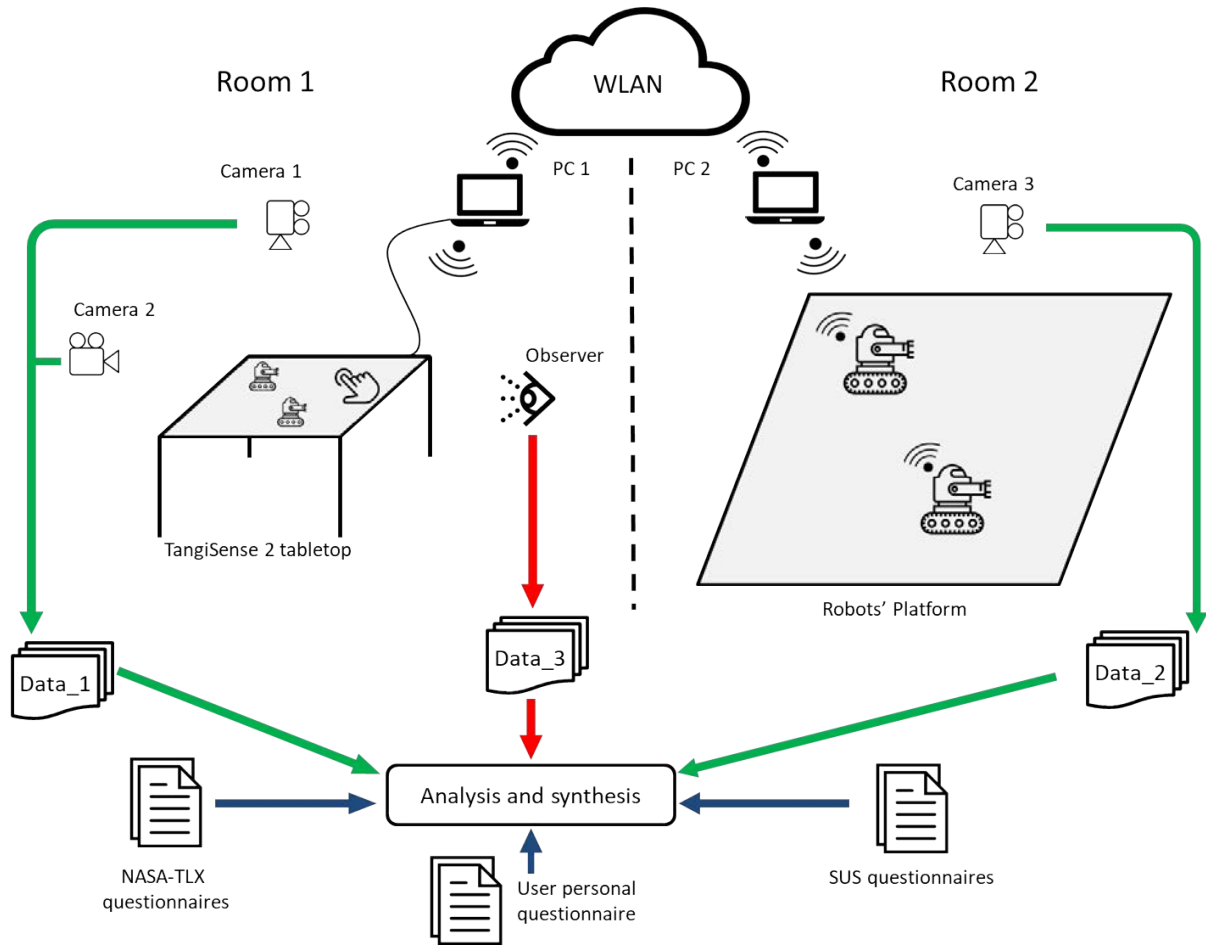 WLAN
Room 1
Room 2
PC 1
PC 2
Camera 1
Camera 3
Camera 2
Observer
TangiSense 2 tabletop
Robots' Platform
Data_1
Data_3
Data_2
Analysis and synthesis
NASA-TLX
questionnaires
User personal
questionnaire
SUS questionnaires